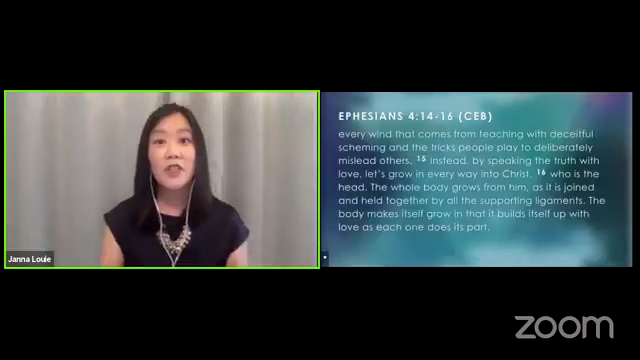 EPHESIANS 4:14-16 (CEB)
every wind that comes from teaching with deceitful
scheming and the tricks people play to deliberately
mislead others. 15 Instead, by speaking the truth with
love, let's grow in every way into Christ, 16 who is the
head. The whole body grows from him, as it is joined
and held together by all the supporting ligaments. The
body makes itself grow in that it builds itself up with
love as each one does its part.
Janna Louie
zoom